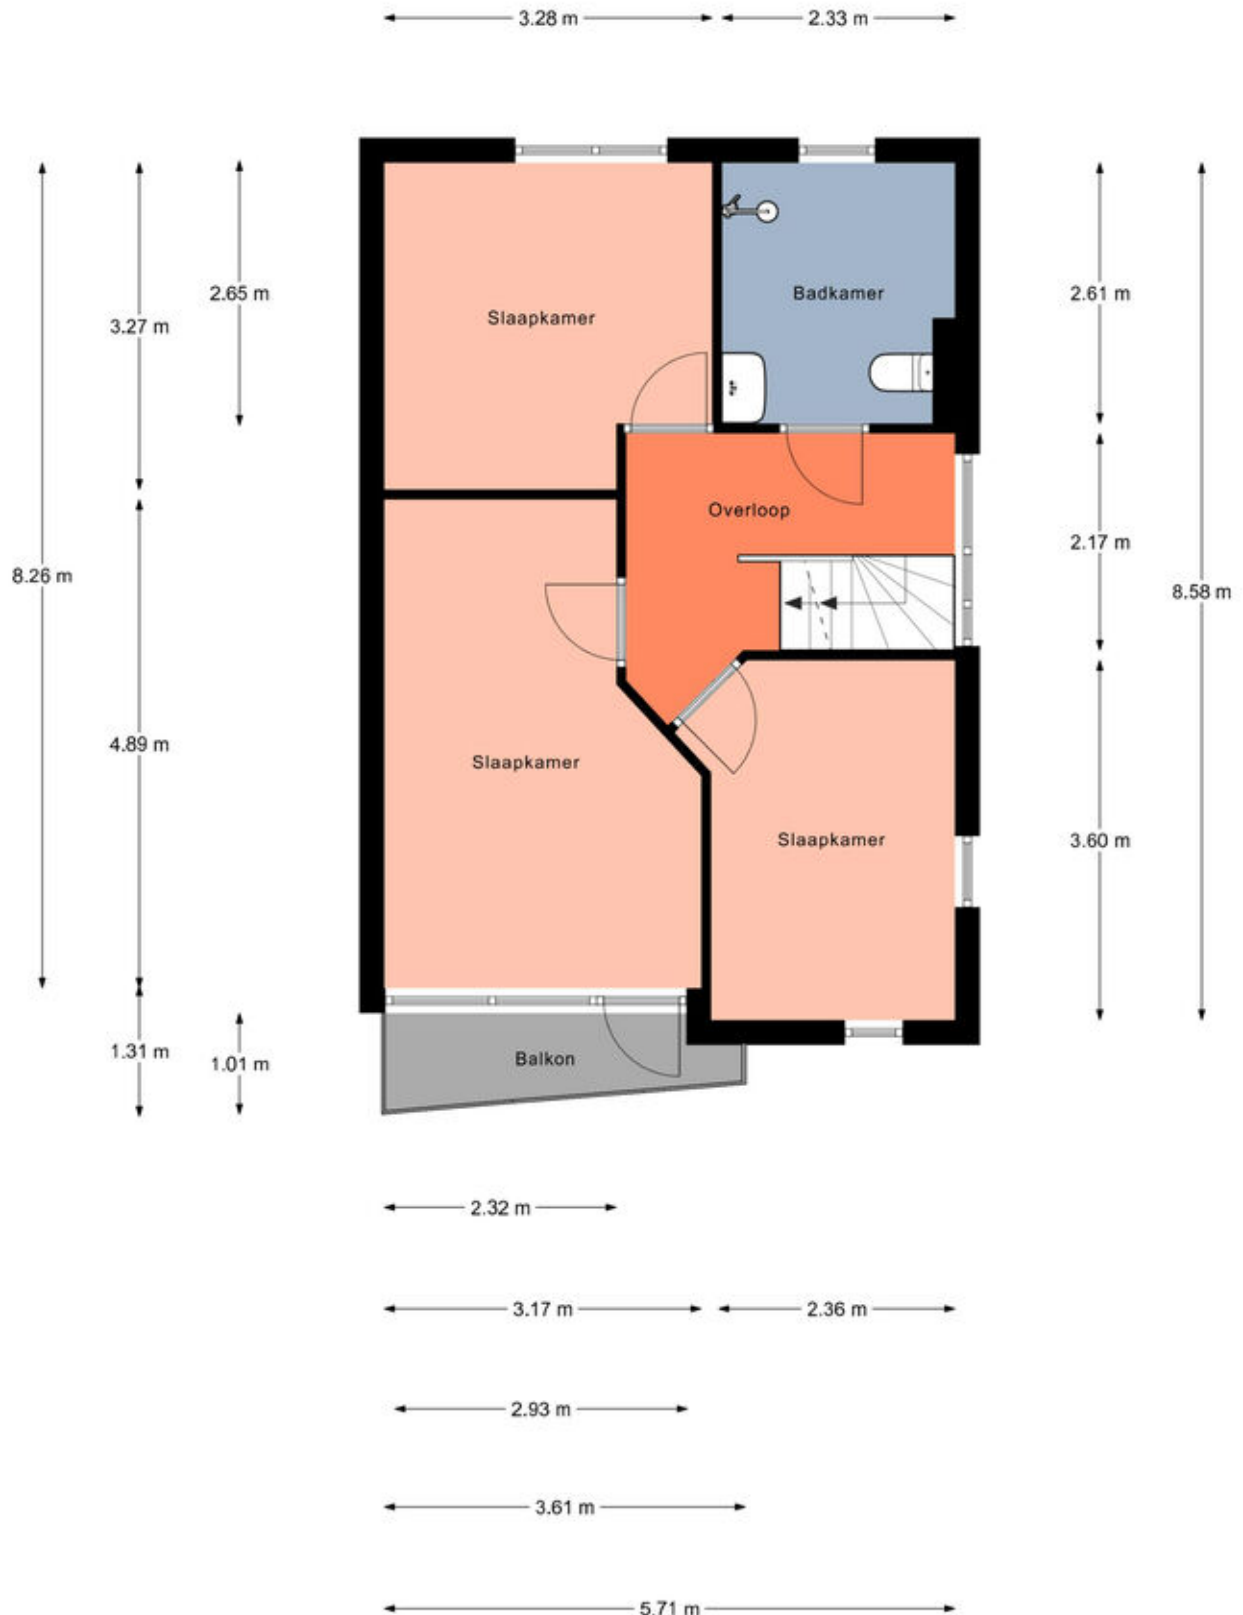 3.28 m
2.33 m
2.65 m
3.27 m
8.26 m
4.89 m
1.31 m
1.01 m
Slaapkamer
Badkamer
Overloop
Slaapkamer
Slaapkamer
Balkon
2.61 m
2.17 m
8.58 m
3.60 m
2.32 m
3.17 m
2.36 m
2.93 m
3.61 m
5.71 m